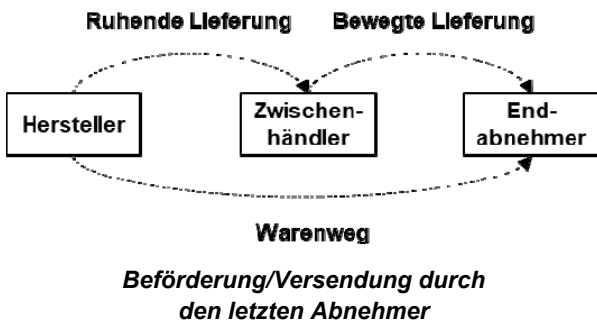 Ruhende Lieferung Bewegte Lieferung
Hersteller
Zwischen-
händler
End-
abnehmer
Warenweg
Beförderung/Versendung durch
den letzten Abnehmer